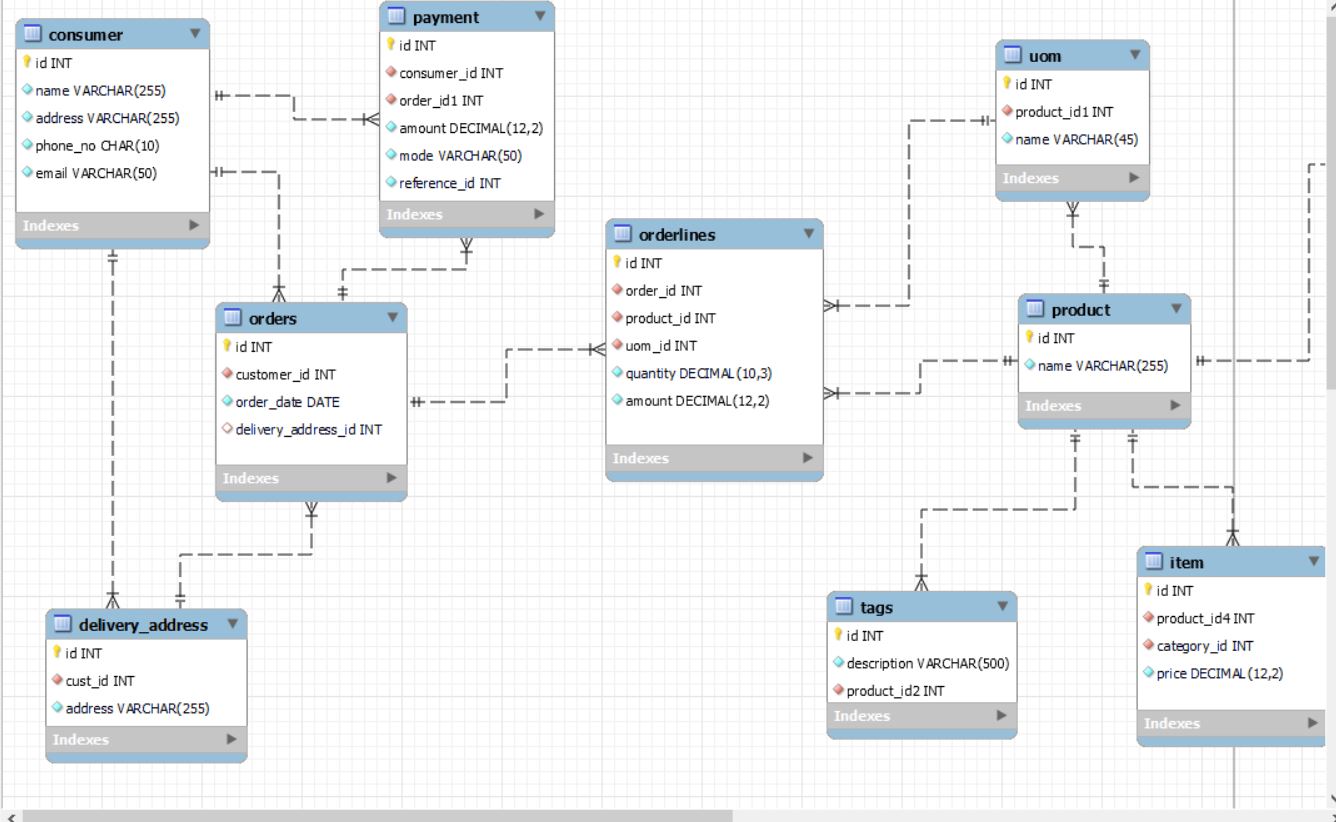 consumer
id INT
name VARCHAR(255)
address VARCHAR(255)
phone_no CHAR(10)
email VARCHAR(50)
Indexes
payment
id INT
consumer_id INT
order_id1 INT
amount DECIMAL(12,2)
mode VARCHAR(50)
reference_id INT
Indexes
uom
id INT
product_id1 INT
name VARCHAR(45)
Indexes
orderlines
id INT
order_id INT
product_id INT
uom_id INT
quantity DECIMAL(10,3)
amount DECIMAL(12,2)
Indexes
orders
id INT
customer_id INT
order_date DATE
delivery_address_id INT
Indexes
product
id INT
name VARCHAR(255)
Indexes
delivery_address
id INT
cust_id INT
address VARCHAR(255)
Indexes
tags
id INT
description VARCHAR(500)
product_id2 INT
Indexes
item
id INT
product_id4 INT
category_id INT
price DECIMAL(12,2)
Indexes